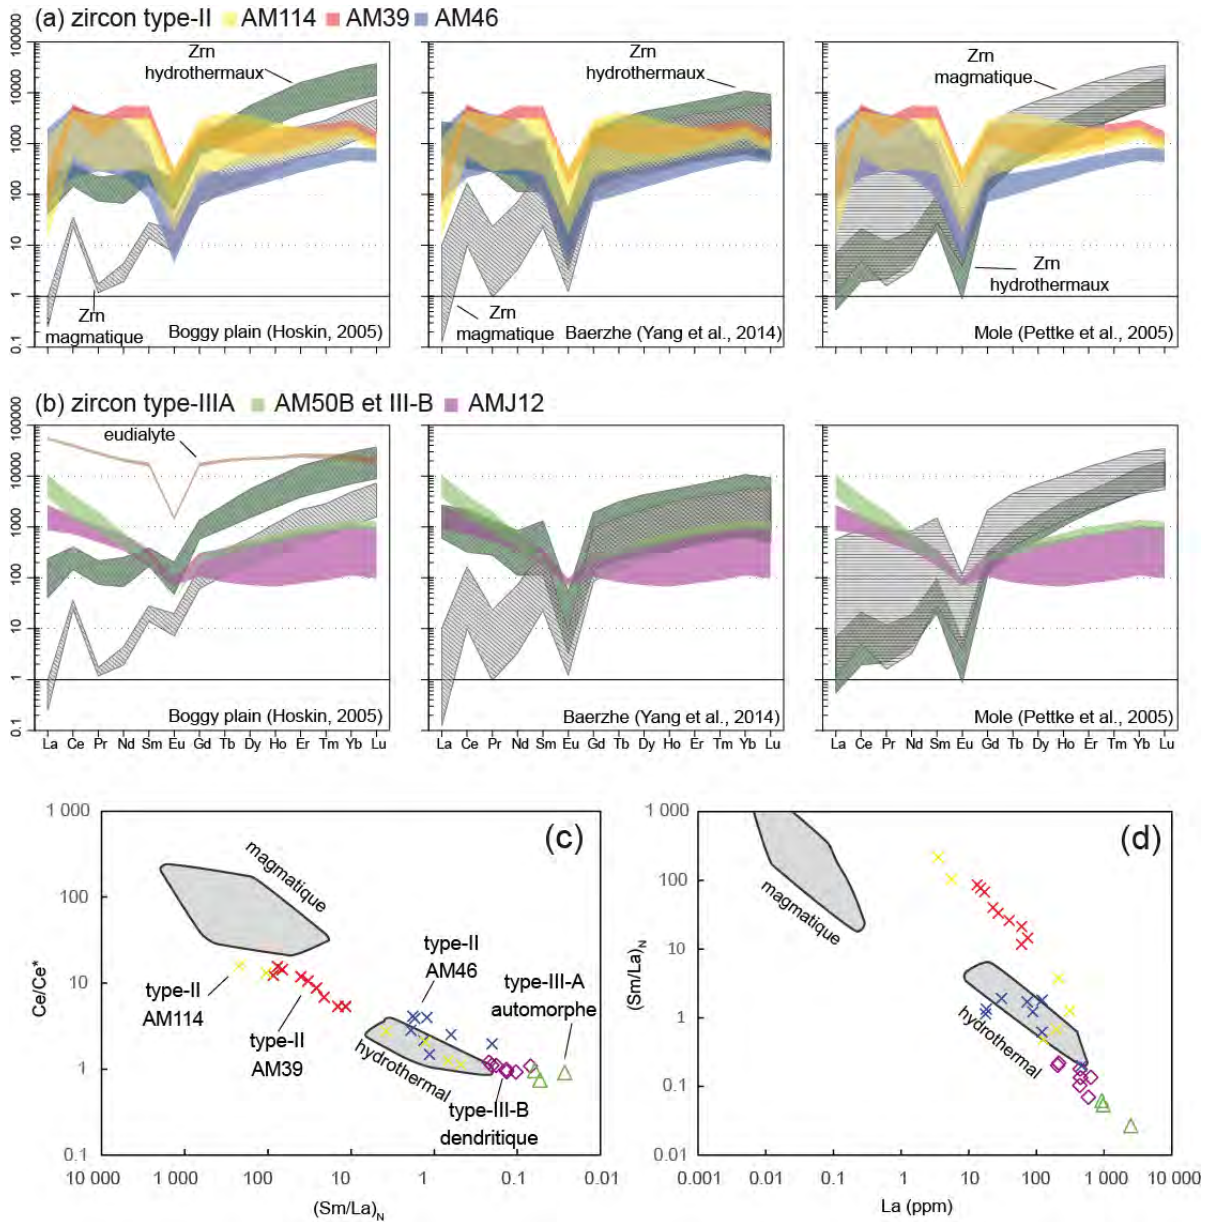 (a) zircon type-II AM114 AM39 AM46
100000
10000
1000
100
10
1
0.1
Zrn
hydrothermaux
Zrn
magmatique
Boggy plain (Hoskin, 2005)
Zrn
hydrothermaux
Zrn
magmatique
Baerzhe (Yang et al., 2014)
Zrn
magmatique
Zrn
hydrothermaux
Mole (Pettke et al., 2005)
(b) zircon type-IIIA AM50B et III-B AMJ12
100000
10000
1000
100
10
1
0.1
eudialyte
Boggy plain (Hoskin, 2005)
Baerzhe (Yang et al., 2014)
Mole (Pettke et al., 2005)
La Ce Pr Nd Sm Eu Gd Tb Dy Ho Er Tm Yb Lu
La Ce Pr Nd Sm Eu Gd Tb Dy Ho Er Tm Yb Lu
La Ce Pr Nd Sm Eu Gd Tb Dy Ho Er Tm Yb Lu
(c)
Ce/Ce*
1 000
100
10
1
0.1
magmatique
type-II
AM114
type-II
AM39
type-II
AM46
type-III-A
automorphe
hydrothermal
type-III-B
dendritique
10 000 1 000 100 10 1 0.1 0.01
(Sm/La)N
(d)
(Sm/La)N
1 000
100
10
1
0.1
0.01
magmatique
hydrothermal
0.001 0.01 0.1 1 10 100 1 000 10 000
La (ppm)